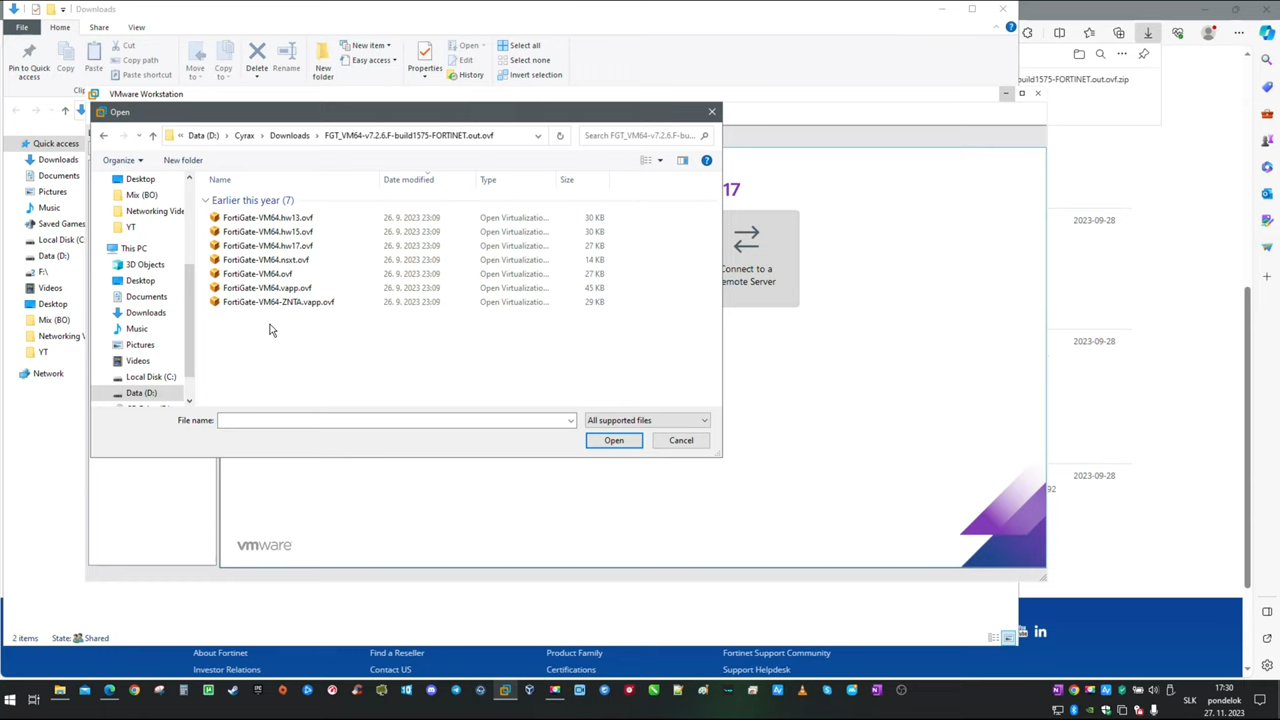 Downloads
File
Home
Share
View
Pin to Quick access
Copy
Paste
Cut
Copy path
Paste shortcut
Move to
Copy to
Delete
Rename
New folder
New item
Easy access
Properties
Open
Edit
History
Select all
Select none
Invert selection
build1575-FORTINET.out.ovf.zip
VMware Workstation
Open
Data (D:)
Cyrax
Downloads
FGT_VM64-v7.2.6.F-build1575-FORTINET.out.ovf
Search FGT_VM64-v7.2.6.F-bu...
Organize
New folder
Name
Date modified
Type
Size
Earlier this year (7)
FortiGate-VM64.hw13.ovf 26. 9. 2023 23:09 Open Virtualizatio... 30 KB
FortiGate-VM64.hw15.ovf 26. 9. 2023 23:09 Open Virtualizatio... 30 KB
FortiGate-VM64.hw17.ovf 26. 9. 2023 23:09 Open Virtualizatio... 27 KB
FortiGate-VM64.nsxt.ovf 26. 9. 2023 23:09 Open Virtualizatio... 14 KB
FortiGate-VM64.ovf 26. 9. 2023 23:09 Open Virtualizatio... 27 KB
FortiGate-VM64.vapp.ovf 26. 9. 2023 23:09 Open Virtualizatio... 45 KB
FortiGate-VM64-ZNTA.vapp.ovf 26. 9. 2023 23:09 Open Virtualizatio... 29 KB
Quick access
Downloads
Documents
Pictures
Music
Saved Games
Local Disk (C
Data (D:)
F:\
Videos
Desktop
Mix (BO)
Networking V
YT
Network
Desktop
Mix (BO)
Networking Vide
YT
This PC
3D Objects
Desktop
Documents
Downloads
Music
Pictures
Videos
Local Disk (C:)
Data (D:)
File name:
All supported files
Open
Cancel
17
Connect to a
emote Server
2023-09-28
2023-09-28
2023-09-28
92
vmware
2 items
State:
Shared
About Fortinet
Find a Reseller
Product Family
Fortinet Support Community
Investor Relations
Contact US
Certifications
Support Helpdesk
SLK
17:30
pondelok
27. 11. 2023